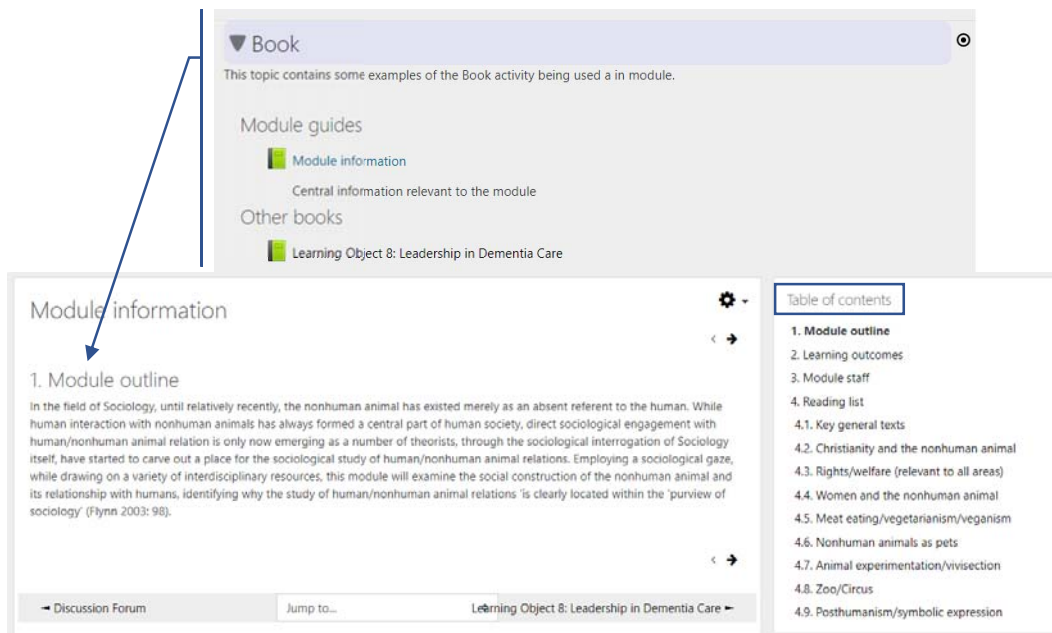 Book
This topic contains some examples of the Book activity being used a in module.
Module guides
Module information
Central information relevant to the module
Other books
Learning Object 8: Leadership in Dementia Care
Module information
1. Module outline
In the field of Sociology, until relatively recently, the nonhuman animal has existed merely as an absent referent to the human. While
human interaction with nonhuman animals has always formed a central part of human society, direct sociological engagement with
human/nonhuman animal relation is only now emerging as a number of theorists, through the sociological interrogation of Sociology
itself, have started to carve out a place for the sociological study of human/nonhuman animal relations. Employing a sociological gaze,
while drawing on a variety of interdisciplinary resources, this module will examine the social construction of the nonhuman animal and
its relationship with humans, identifying why the study of human/nonhuman animal relations 'is clearly located within the 'purview of
sociology' (Flynn 2003: 98).
Discussion Forum
Jump to...
Learning Object 8: Leadership in Dementia Care
Table of contents
1. Module outline
2. Learning outcomes
3. Module staff
4. Reading list
4.1. Key general texts
4.2. Christianity and the nonhuman animal
4.3. Rights/welfare (relevant to all areas)
4.4. Women and the nonhuman animal
4.5. Meat eating/vegetarianism/veganism
4.6. Nonhuman animals as pets
4.7. Animal experimentation/vivisection
4.8. Zoo/Circus
4.9. Posthumanism/symbolic expression